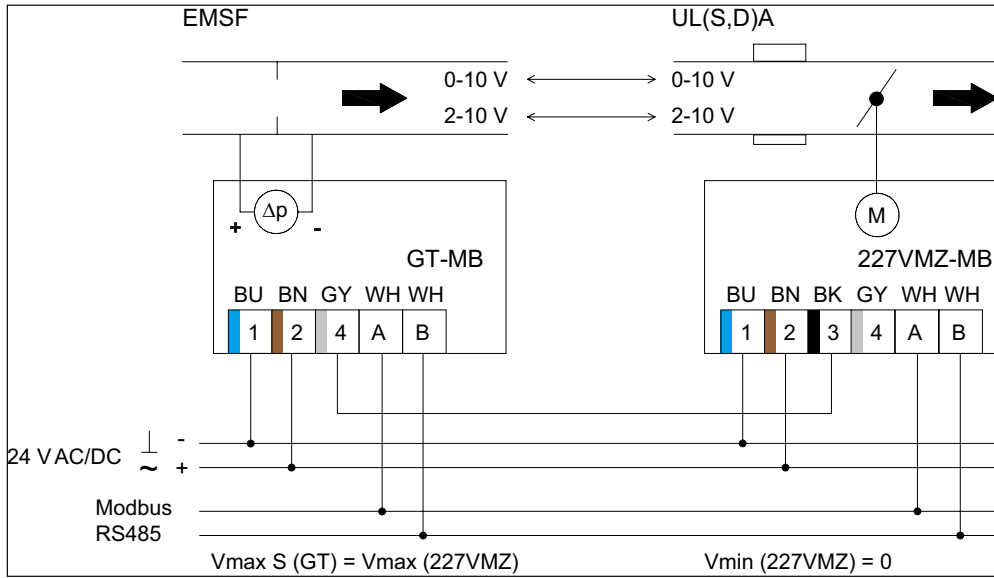 EMSF UL(S,D)A
0-10 V 0-10 V
2-10 V 2-10 V
Δp M
+ -
GT-MB 227VMZ-MB
BU BN GY WH WH BU BN BK GY WH WH
1 2 4 A B 1 2 3 4 A B
24 V AC/DC ⊥ -
~ +
Modbus
RS485
Vmax S (GT) = Vmax (227VMZ) Vmin (227VMZ) = 0